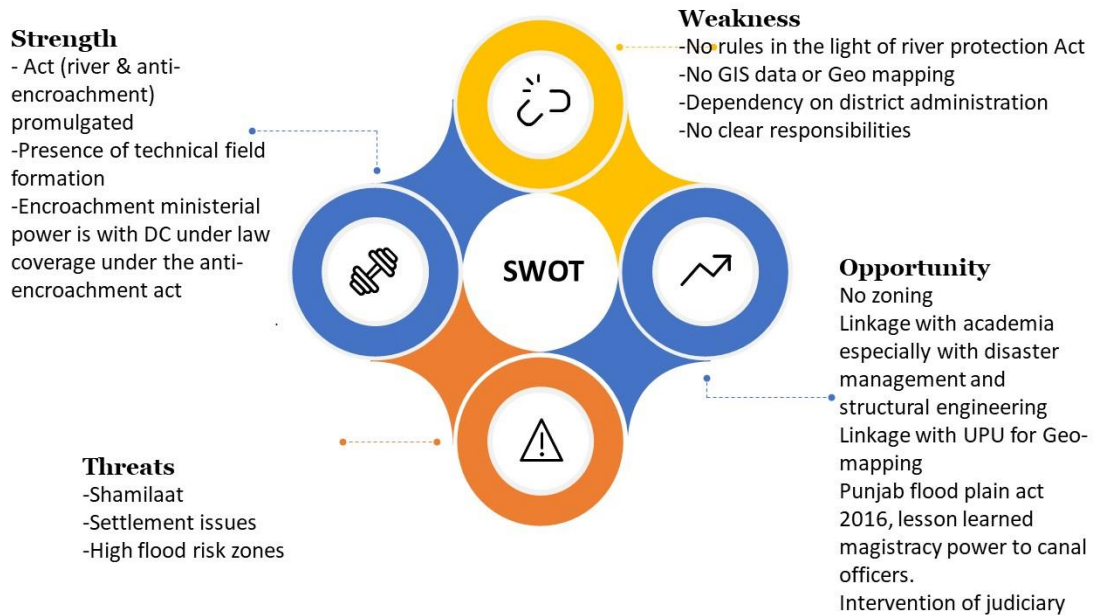 Strength
- Act (river & anti-
encroachment)
promulgated
-Presence of technical field
formation
-Encroachment ministerial
power is with DC under law
coverage under the anti-
encroachment act
.
Weakness
-No rules in the light of river protection Act
-No GIS data or Geo mapping
-Dependency on district administration
-No clear responsibilities
SWOT
Opportunity
No zoning
Linkage with academia
especially with disaster
management and
structural engineering
Linkage with UPU for Geo-
mapping
Punjab flood plain act
2016, lesson learned
magistracy power to canal
officers.
Intervention of judiciary
Threats
-Shamilaat
-Settlement issues
-High flood risk zones